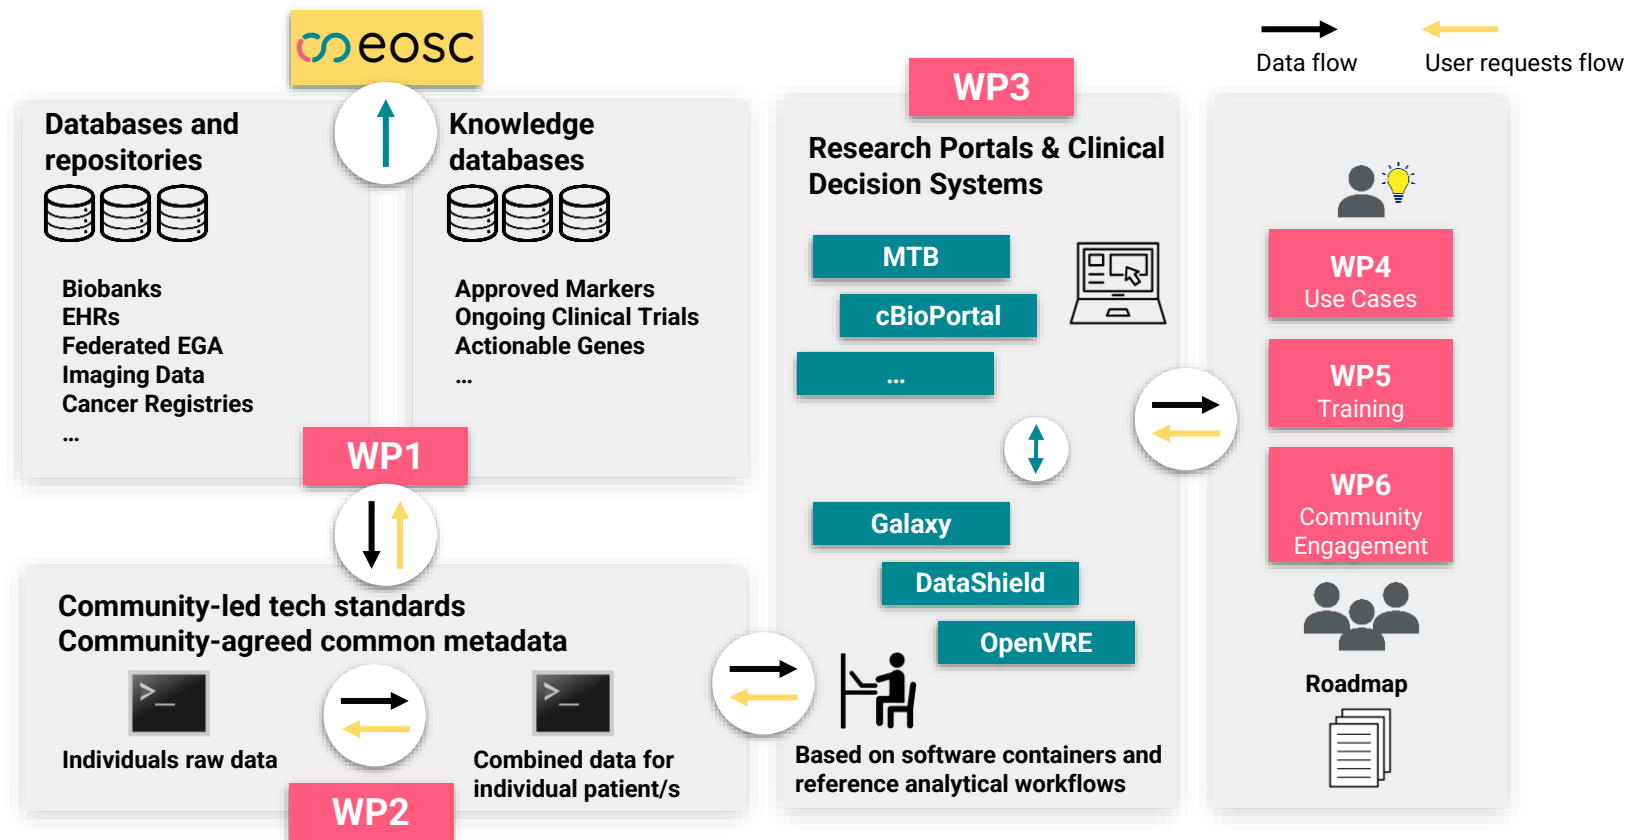 eosc
Data flow
User requests flow
Databases and
repositories
Biobanks
EHRs
Federated EGA
Imaging Data
Cancer Registries
...
Knowledge
databases
Approved Markers
Ongoing Clinical Trials
Actionable Genes
...
WP1
Community-led tech standards
Community-agreed common metadata
>_
Individuals raw data
>_
Combined data for
individual patient/s
WP2
WP3
Research Portals & Clinical
Decision Systems
MTB
cBioPortal
...
Galaxy
DataShield
OpenVRE
Based on software containers and
reference analytical workflows
WP4
Use Cases
WP5
Training
WP6
Community
Engagement
Roadmap